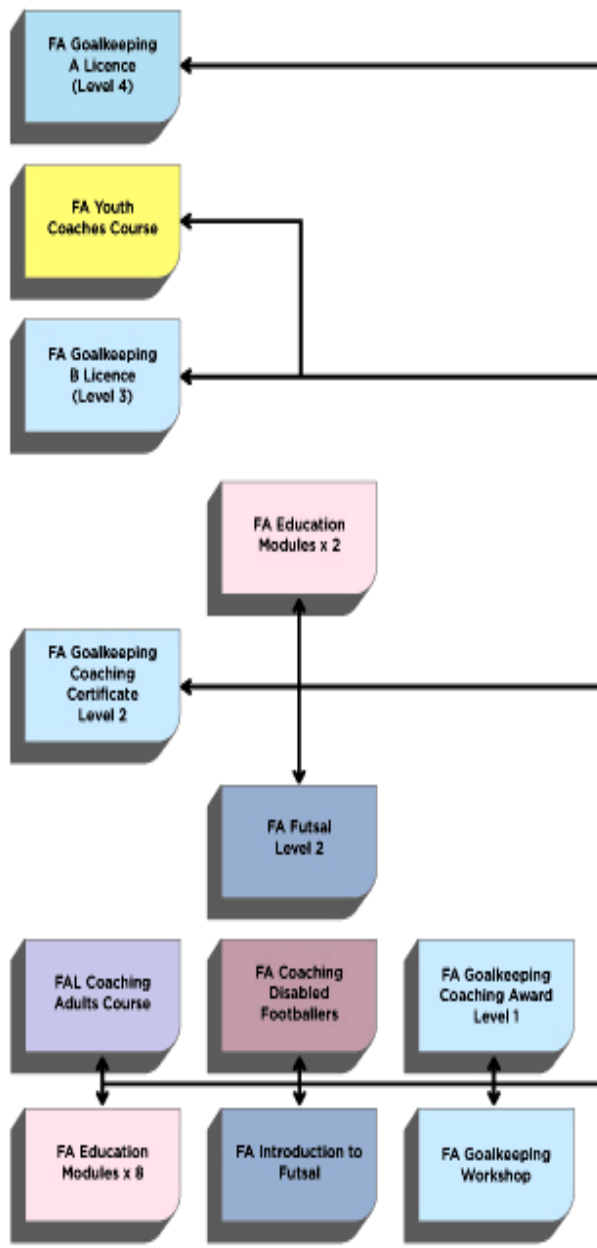 FA Goalkeeping
A Licence
(Level 4)
FA Youth
Coaches Course
FA Goalkeeping
B Licence
(Level 3)
FA Education
Modules x 2
FA Goalkeeping
Coaching
Certificate
Level 2
FA Futsal
Level 2
FAL Coaching
Adults Course
FA Coaching
Disabled
Footballers
FA Goalkeeping
Coaching Award
Level 1
FA Education
Modules x 8
FA Introduction to
Futsal
FA Goalkeeping
Workshop